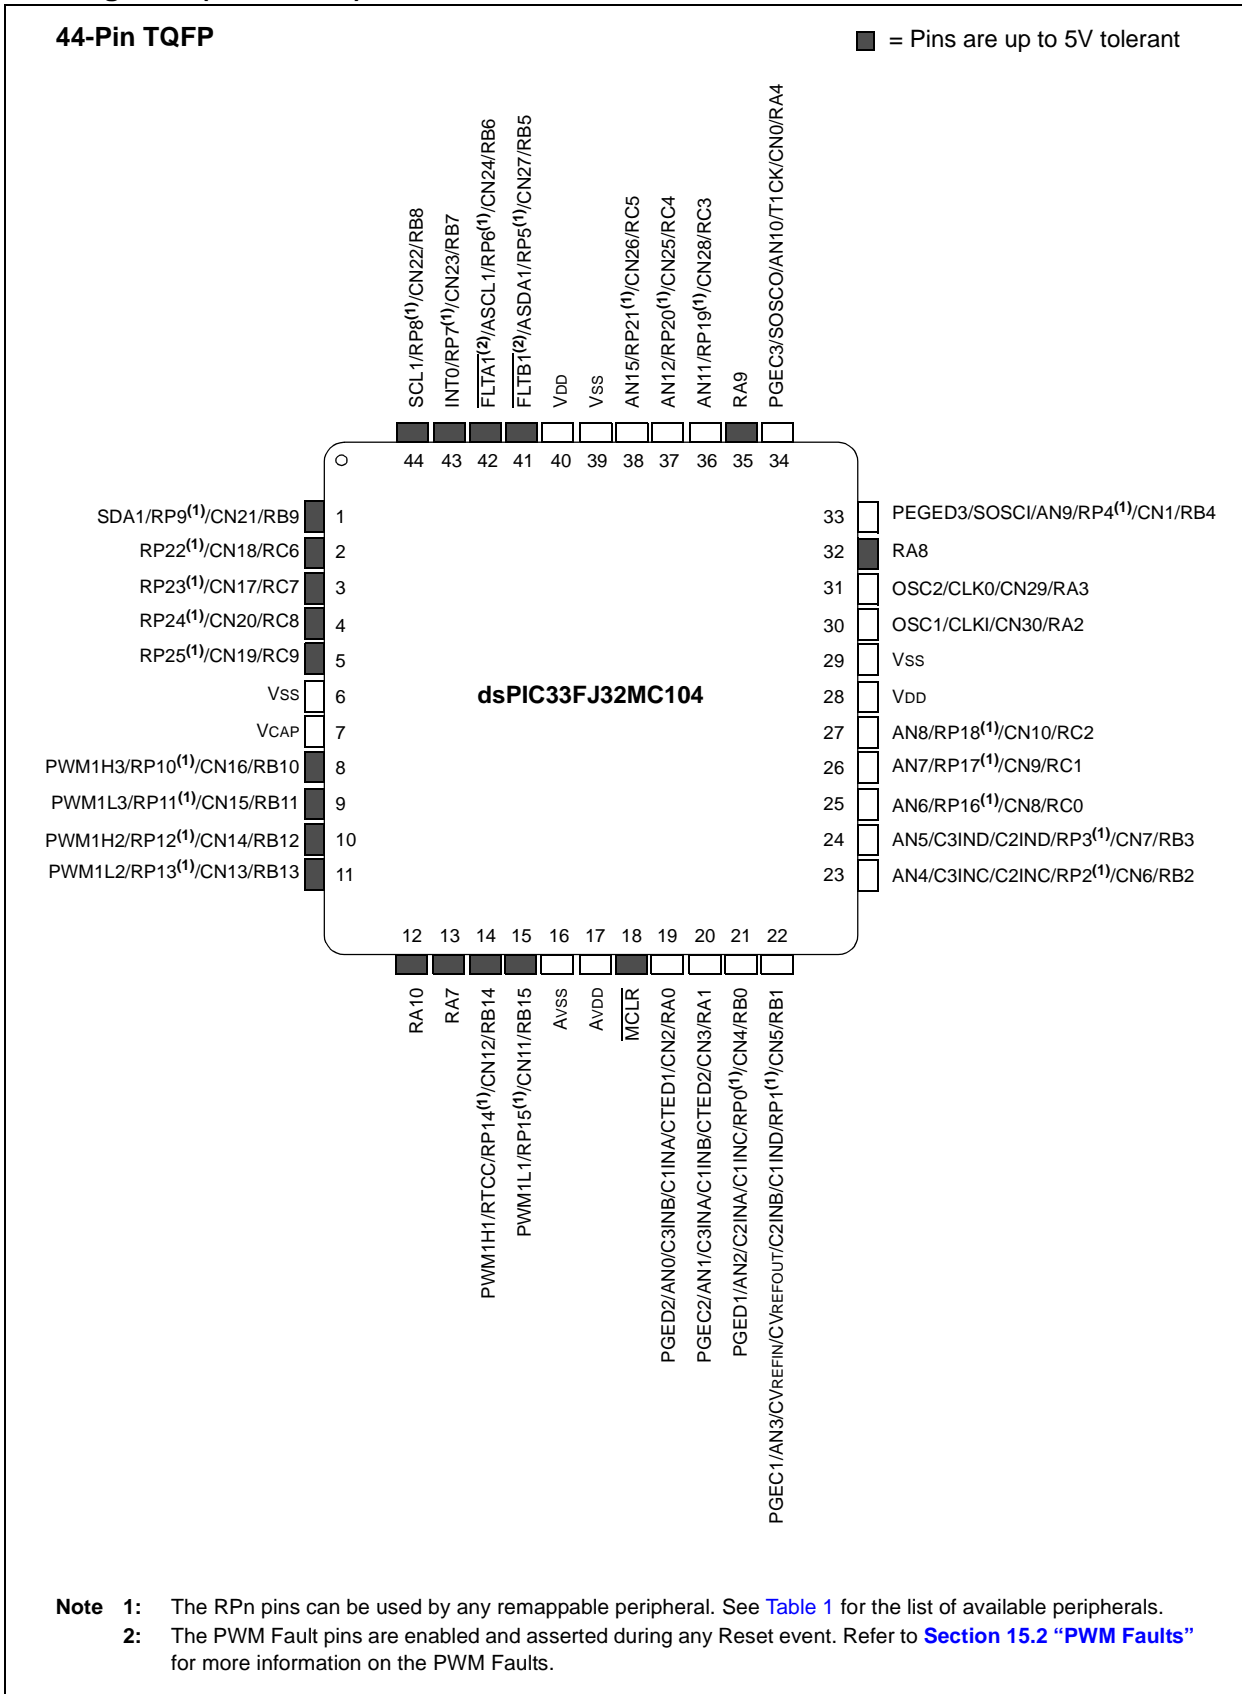 44-Pin TQFP
= Pins are up to 5V tolerant
SCL1/RP8(1)/CN22/RB8
INT0/RP7(1)/CN23/RB7
FLTA1(2)/ASCL1/RP6(1)/CN24/RB6
FLTB1(2)/ASDA1/RP5(1)/CN27/RB5
VDD
VSS
AN15/RP21(1)/CN26/RC5
AN12/RP20(1)/CN25/RC4
AN11/RP19(1)/CN28/RC3
RA9
PGEC3/SOSCO/AN10/T1CK/CN0/RA4
44 43 42 41 40 39 38 37 36 35 34
SDA1/RP9(1)/CN21/RB9 1
RP22(1)/CN18/RC6 2
RP23(1)/CN17/RC7 3
RP24(1)/CN20/RC8 4
RP25(1)/CN19/RC9 5
VSS 6
VCAP 7
PWM1H3/RP10(1)/CN16/RB10 8
PWM1L3/RP11(1)/CN15/RB11 9
PWM1H2/RP12(1)/CN14/RB12 10
PWM1L2/RP13(1)/CN13/RB13 11
dsPIC33FJ32MC104
33 PEGED3/SOSCI/AN9/RP4(1)/CN1/RB4
32 RA8
31 OSC2/CLK0/CN29/RA3
30 OSC1/CLKI/CN30/RA2
29 VSS
28 VDD
27 AN8/RP18(1)/CN10/RC2
26 AN7/RP17(1)/CN9/RC1
25 AN6/RP16(1)/CN8/RC0
24 AN5/C3IND/C2IND/RP3(1)/CN7/RB3
23 AN4/C3INC/C2INC/RP2(1)/CN6/RB2
12 13 14 15 16 17 18 19 20 21 22
RA10
RA7
PWM1H1/RTCC/RP14(1)/CN12/RB14
PWM1L1/RP15(1)/CN11/RB15
AVSS
AVDD
MCLR
PGED2/AN0/C3INB/C1INA/CTED1/CN2/RA0
PGEC2/AN1/C3INA/C1INB/CTED2/CN3/RA1
PGED1/AN2/C2INA/C1INC/RP0(1)/CN4/RB0
PGEC1/AN3/CVREFIN/CVREFOUT/C2INB/C1IND/RP1(1)/CN5/RB1
Note 1: The RPn pins can be used by any remappable peripheral. See Table 1 for the list of available peripherals.
2: The PWM Fault pins are enabled and asserted during any Reset event. Refer to Section 15.2 “PWM Faults”
for more information on the PWM Faults.